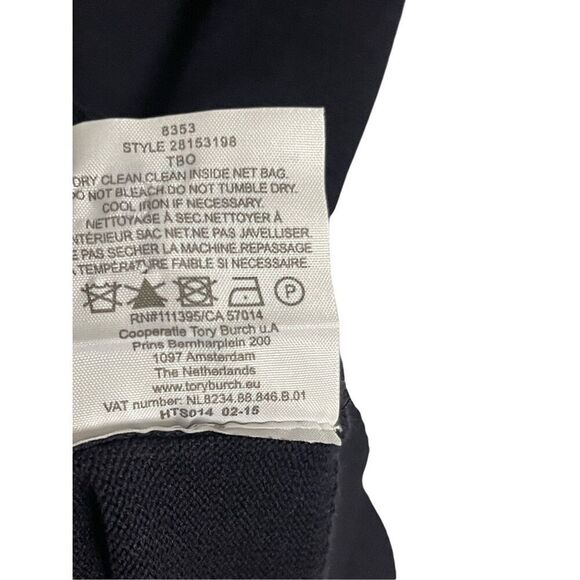 8353
STYLE 28153198
TBO
DRY CLEAN.CLEAN INSIDE NET BAG.
DO NOT BLEACH.DO NOT TUMBLE DRY.
COOL IRON IF NECESSARY.
NETTOYAGE À SEC.NETTOYER À
INTÉRIEUR SAC NET.NE PAS JAVELLISER.
E PAS SECHER LA MACHINE.REPASSAGE
TEMPÉRATURE FAIBLE SI NECESSAIRE.
P
RN#111395/CA 57014
Cooperatie Tory Burch u.A
Prins Bernharplein 200
1097 Amsterdam
The Netherlands
www.toryburch.eu
VAT number: NL8234.88.846.B.01
HTS014 02-15